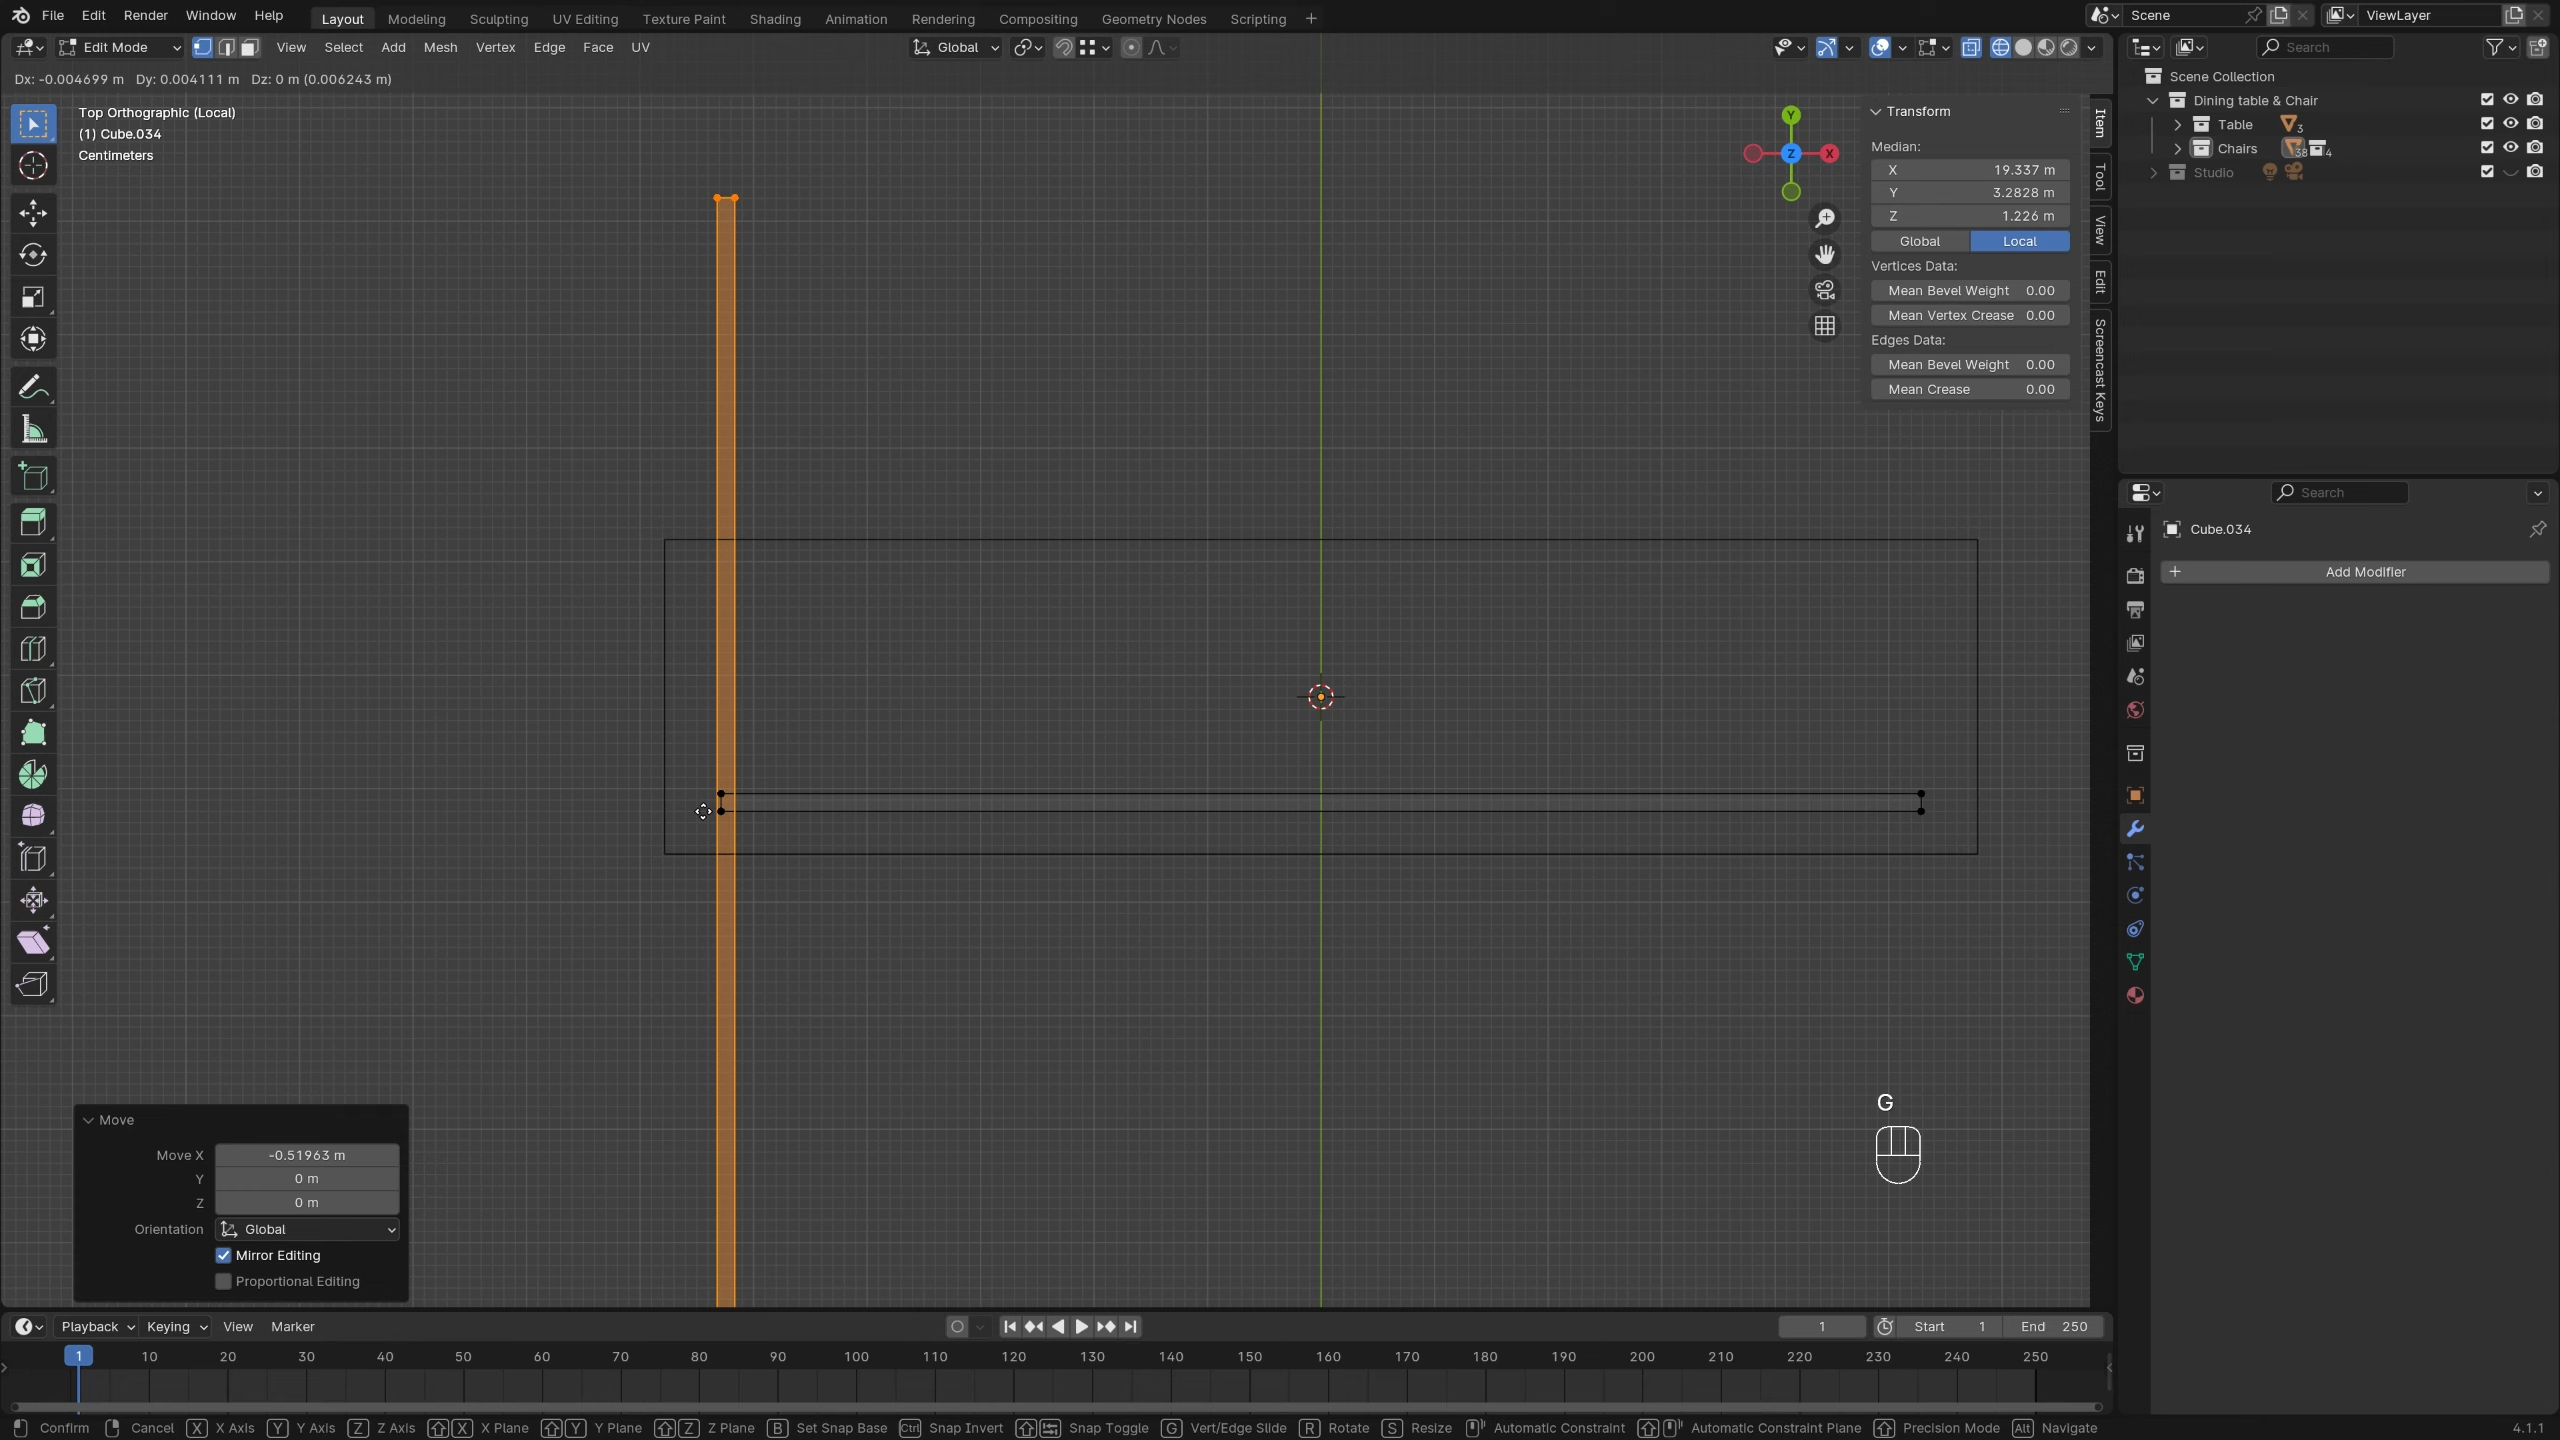 File Edit Render Window Help Layout Modeling Sculpting UV Editing Texture Paint Shading Animation Rendering Compositing Geometry Nodes Scripting + Scene ViewLayer
Edit Mode View Select Add Mesh Vertex Edge Face UV Global Search
Dx: -0.004699 m Dy: 0.004111 m Dz: 0 m (0.006243 m)
Top Orthographic (Local)
(1) Cube.034
Centimeters
Y
X
Z
Transform
Median:
X 19.337 m
Y 3.2828 m
Z 1.226 m
Global Local
Vertices Data:
Mean Bevel Weight 0.00
Mean Vertex Crease 0.00
Edges Data:
Mean Bevel Weight 0.00
Mean Crease 0.00
Item
Tool
View
Edit
Screencast Keys
Scene Collection
Dining table & Chair
Table 3
Chairs 38 4
Studio
Search
Cube.034
+ Add Modifier
G
Move
Move X -0.51963 m
Y 0 m
Z 0 m
Orientation Global
Mirror Editing
Proportional Editing
Playback Keying View Marker 1 Start 1 End 250
1 10 20 30 40 50 60 70 80 90 100 110 120 130 140 150 160 170 180 190 200 210 220 230 240 250
Confirm Cancel X X Axis Y Y Axis Z Z Axis X X Plane Y Y Plane Z Z Plane B Set Snap Base Ctrl Snap Invert Snap Toggle G Vert/Edge Slide R Rotate S Resize Automatic Constraint Automatic Constraint Plane Precision Mode Alt Navigate 4.1.1